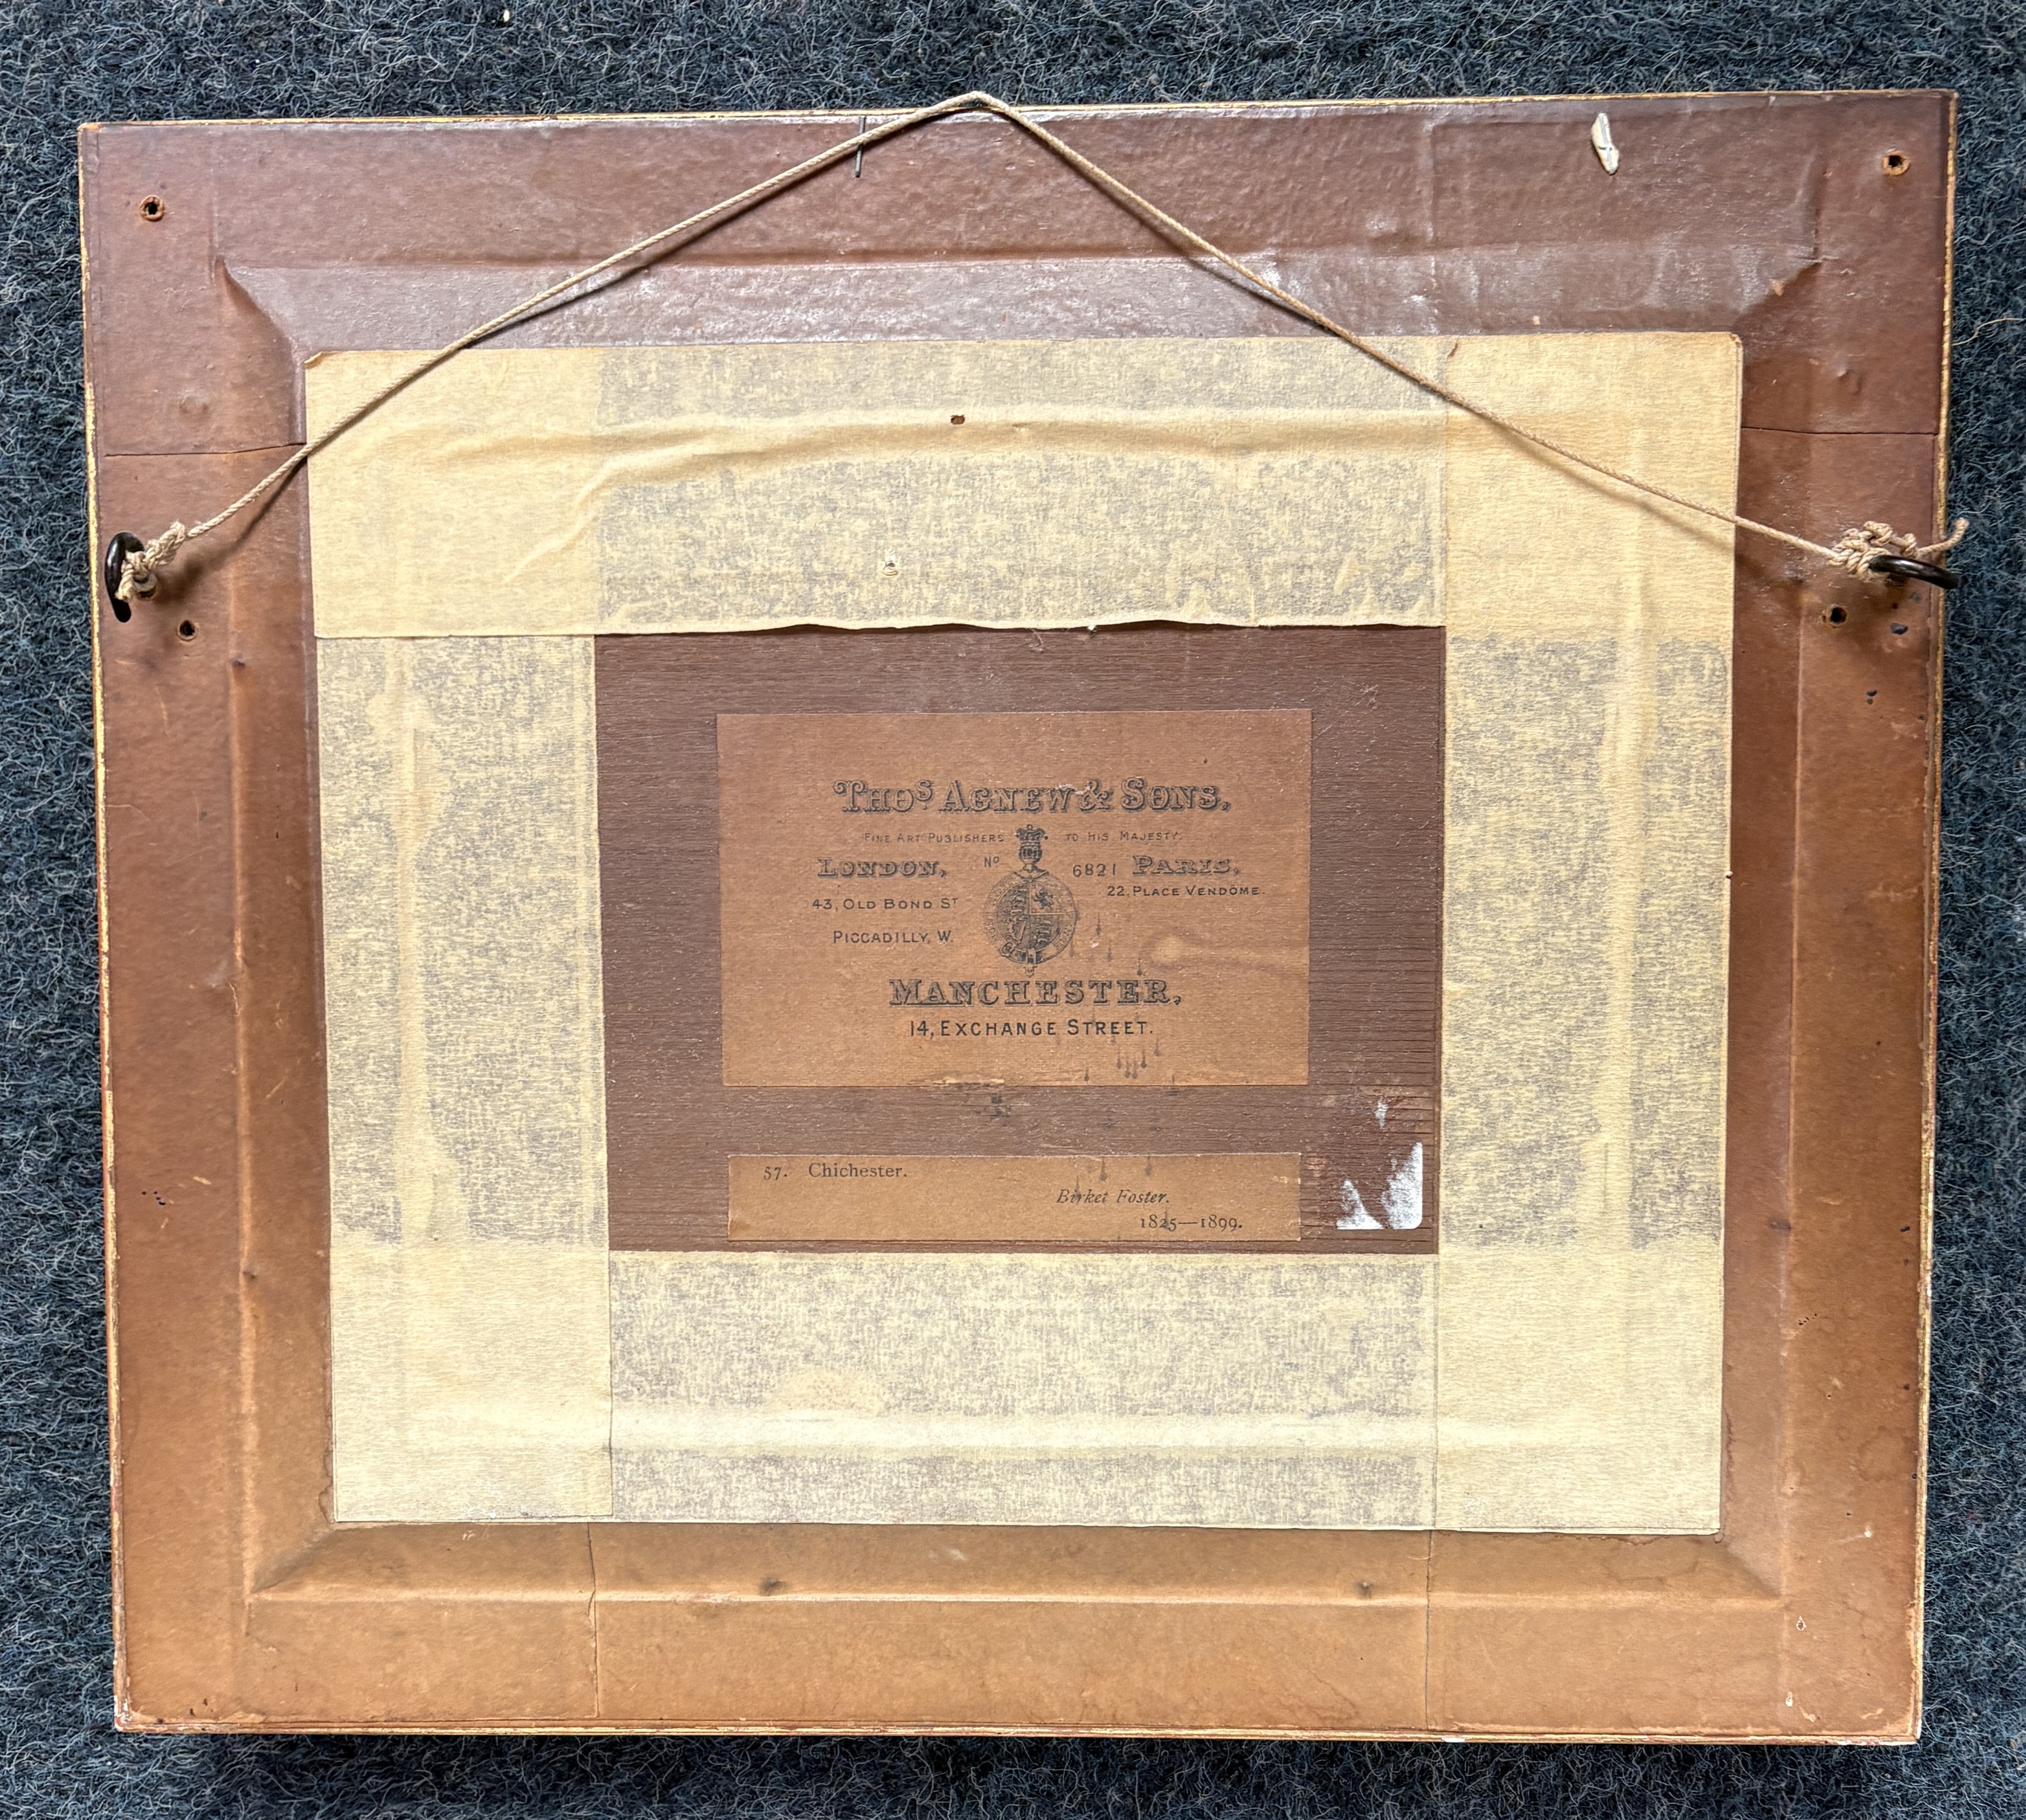 THOS AGNEW & SONS,
FINE ART PUBLISHERS TO HIS MAJESTY.
LONDON, No 6821 PARIS,
43, OLD BOND ST 22, PLACE VENDÔME.
PICCADILLY, W.
MANCHESTER,
14, EXCHANGE STREET.
57. Chichester.
Birket Foster.
1825—1899.